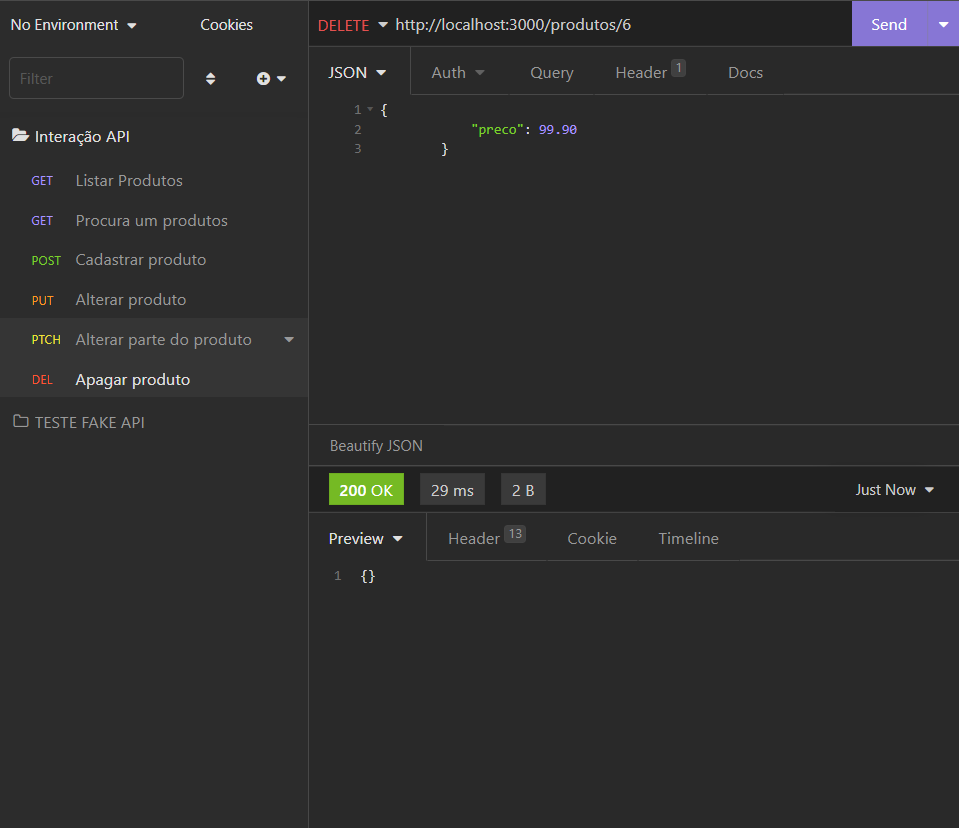 No Environment
Cookies
Filter
Interação API
GET Listar Produtos
GET Procura um produtos
POST Cadastrar produto
PUT Alterar produto
PTCH Alterar parte do produto
DEL Apagar produto
TESTE FAKE API
DELETE http://localhost:3000/produtos/6
Send
JSON Auth Query Header 1 Docs
1 {
2 "preco": 99.90
3 }
Beautify JSON
200 OK 29 ms 2 B Just Now
Preview Header 13 Cookie Timeline
1 {}